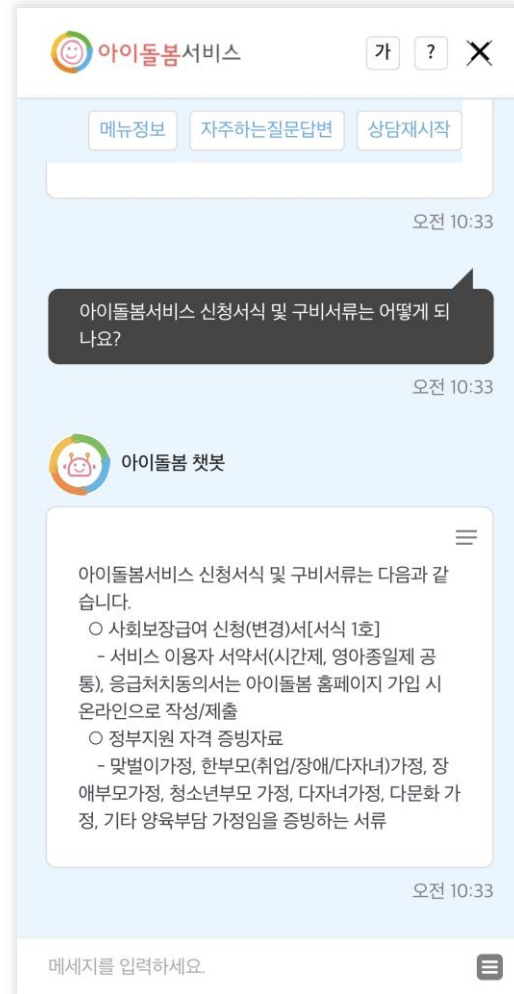 아이돌봄서비스
가 ?
메뉴정보 자주하는질문답변 상담재시작
오전 10:33
아이돌봄서비스 신청서식 및 구비서류는 어떻게 되
나요?
오전 10:33
아이돌봄 챗봇
아이돌봄서비스 신청서식 및 구비서류는 다음과 같
습니다.
○ 사회보장급여 신청(변경)서[서식 1호]
- 서비스 이용자 서약서(시간제, 영아종일제 공
통), 응급처치동의서는 아이돌봄 홈페이지 가입 시
온라인으로 작성/제출
○ 정부지원 자격 증빙자료
- 맞벌이가정, 한부모(취업/장애/다자녀)가정, 장
애부모가정, 청소년부모 가정, 다자녀가정, 다문화 가
정, 기타 양육부담 가정임을 증빙하는 서류
오전 10:33
메세지를 입력하세요.